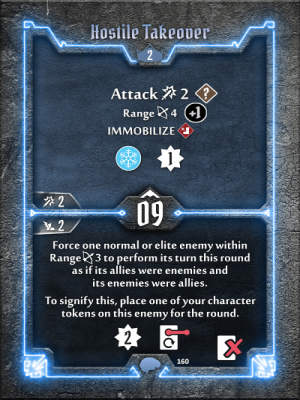 Hostile Takeover
2
Attack 2 ?
Range 4 +1
IMMOBILIZE
1
2
09
2
Force one normal or elite enemy within
Range 3 to perform its turn this round
as if its allies were enemies and
its enemies were allies.
To signify this, place one of your character
tokens on this enemy for the round.
2
160